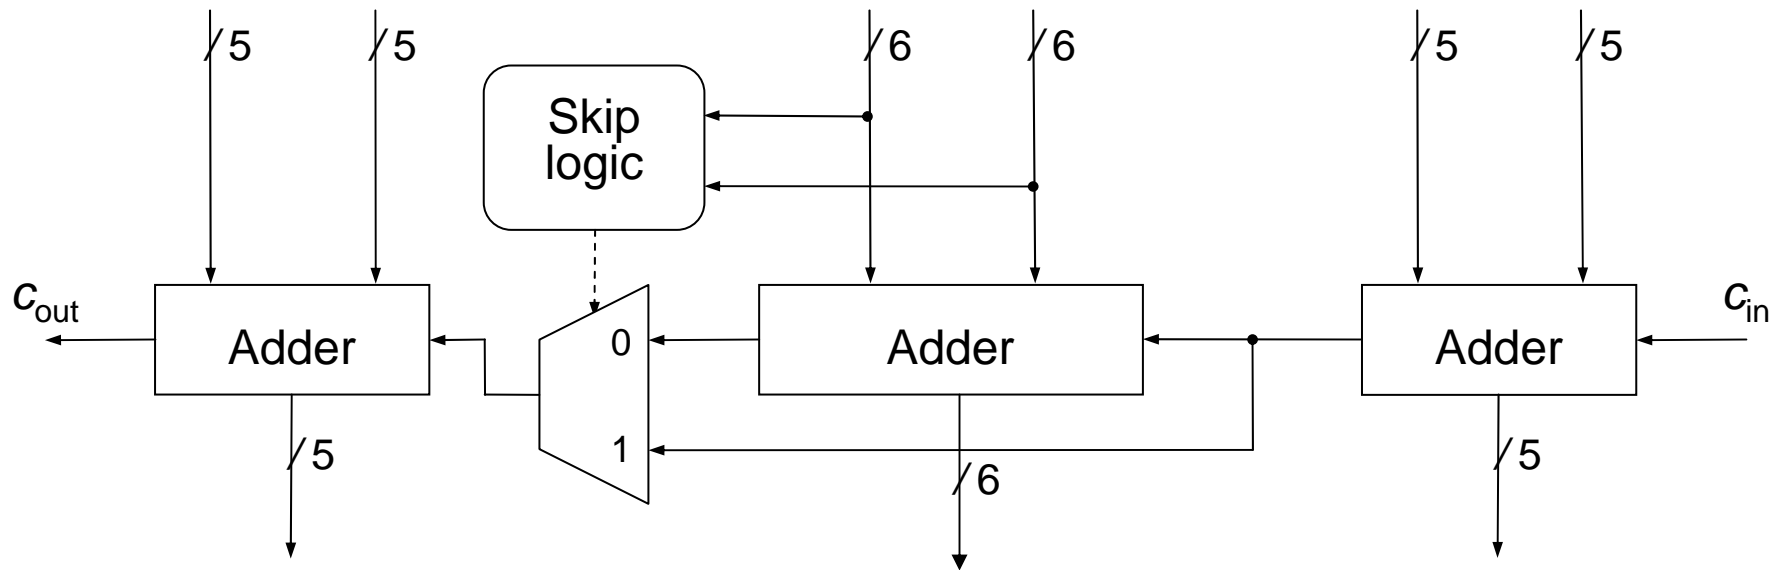 /5
/5
/6
/6
/5
/5
Skip
logic
c_out
Adder
0
Adder
Adder
c_in
1
/5
/6
/5